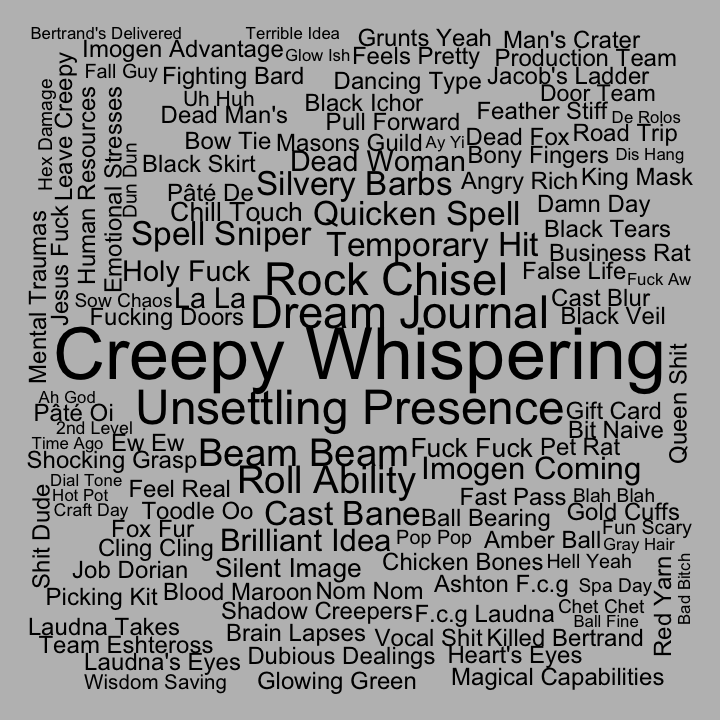 Bertrand's Delivered
Terrible Idea
Grunts Yeah
Man's Crater
Imogen Advantage
Glow Ish
Feels Pretty
Production Team
Fall Guy
Fighting Bard
Dancing Type
Jacob's Ladder
Door Team
Uh Huh
Black Ichor
Feather Stiff
De Rolos
Dead Man's
Pull Forward
Bow Tie
Masons Guild
Ay Yi
Dead Fox
Road Trip
Black Skirt
Dead Woman
Bony Fingers
Dis Hang
Pâté De
Silvery Barbs
Angry Rich
King Mask
Chill Touch
Quicken Spell
Damn Day
Spell Sniper
Temporary Hit
Black Tears
Business Rat
Holy Fuck
Rock Chisel
False Life
Fuck Aw
Sow Chaos
La La
Dream Journal
Cast Blur
Fucking Doors
Black Veil
Creepy Whispering
Hex Damage
Leave Creepy
Human Resources
Emotional Stresses
Dun Dun
Mental Traumas
Jesus Fuck
Queen Shit
Ah God
Pâté Oi
Unsettling Presence
Gift Card
2nd Level
Bit Naive
Time Ago
Ew Ew
Beam Beam
Fuck Fuck
Pet Rat
Shocking Grasp
Roll Ability
Imogen Coming
Dial Tone
Hot Pot
Feel Real
Fast Pass
Blah Blah
Craft Day
Toodle Oo
Cast Bane
Ball Bearing
Gold Cuffs
Fox Fur
Fun Scary
Cling Cling
Brilliant Idea
Pop Pop
Amber Ball
Gray Hair
Shit Dude
Job Dorian
Silent Image
Chicken Bones
Hell Yeah
Picking Kit
Blood Maroon
Nom Nom
Ashton F.c.g
Spa Day
Red Yarn
Bad Bitch
Shadow Creepers
F.c.g Laudna
Chet Chet
Ball Fine
Laudna Takes
Brain Lapses
Vocal Shit
Killed Bertrand
Team Eshteross
Laudna's Eyes
Dubious Dealings
Heart's Eyes
Wisdom Saving
Glowing Green
Magical Capabilities